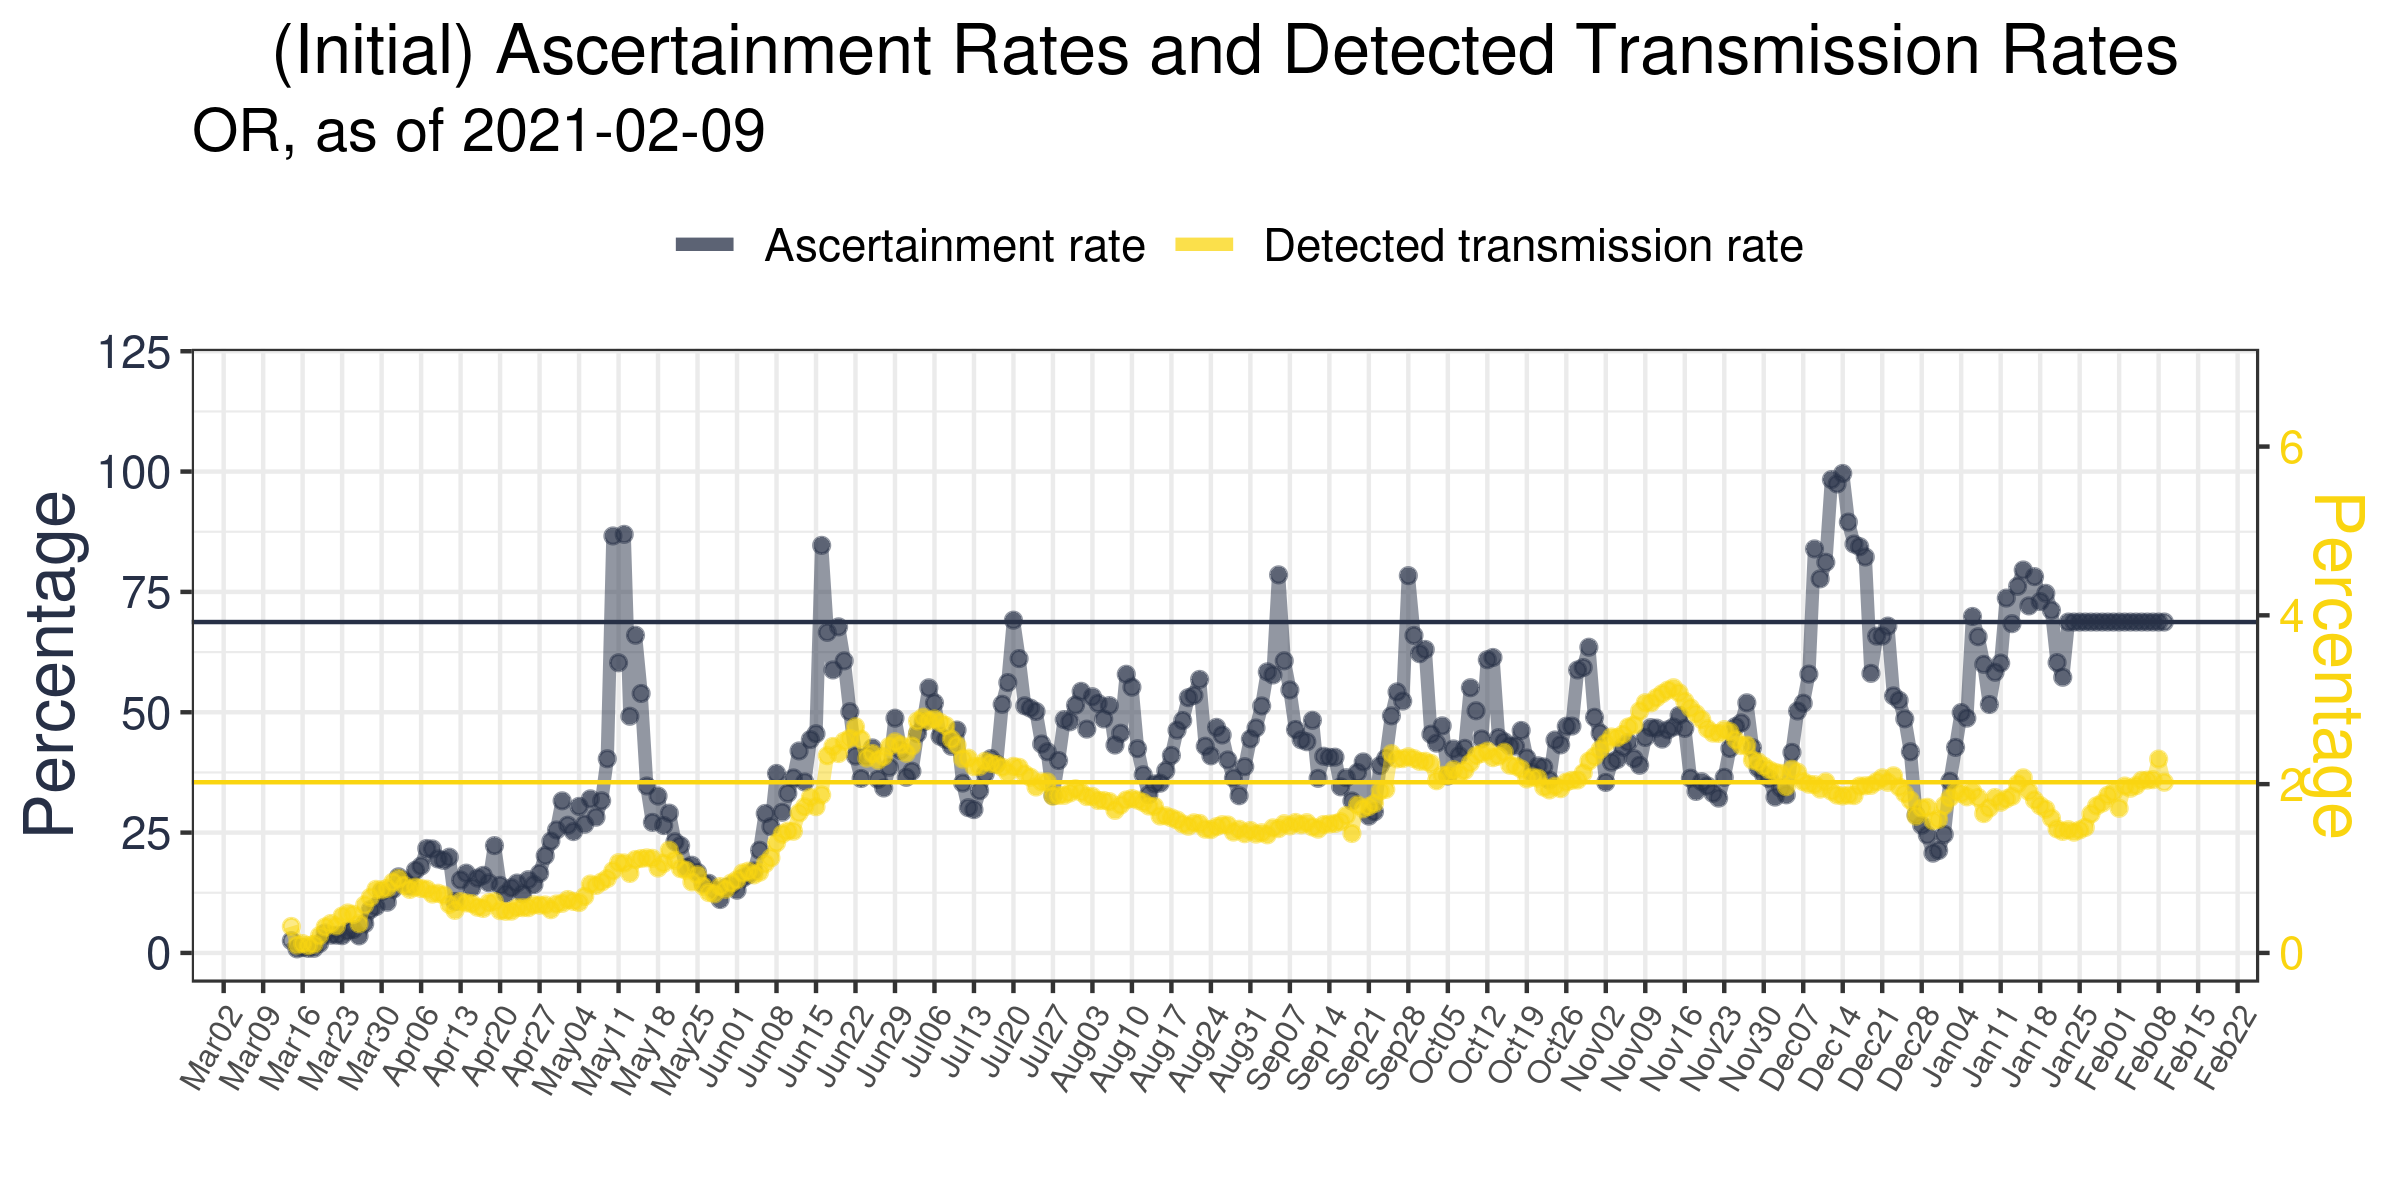 (Initial) Ascertainment Rates and Detected Transmission Rates
OR, as of 2021-02-09
Ascertainment rate Detected transmission rate
125
100
75
50
25
0
Percentage
6
4
2
0
Percentage
Mar02 Mar09 Mar16 Mar23 Mar30 Apr06 Apr13 Apr20 Apr27 May04 May11 May18 May25 Jun01 Jun08 Jun15 Jun22 Jun29 Jul06 Jul13 Jul20 Jul27 Aug03 Aug10 Aug17 Aug24 Aug31 Sep07 Sep14 Sep21 Sep28 Oct05 Oct12 Oct19 Oct26 Nov02 Nov09 Nov16 Nov23 Nov30 Dec07 Dec14 Dec21 Dec28 Jan04 Jan11 Jan18 Jan25 Feb01 Feb08 Feb15 Feb22